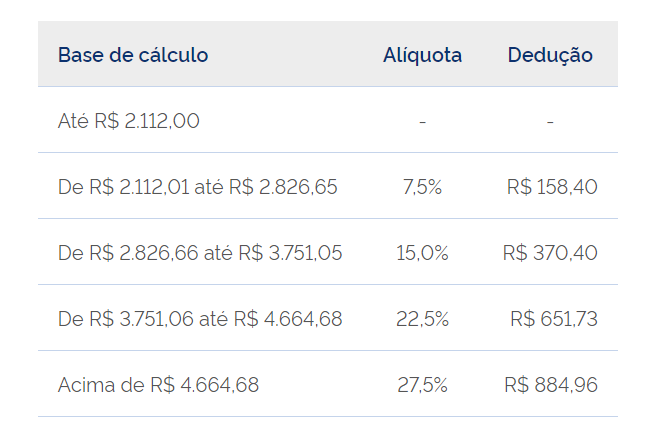 Base de cálculo Alíquota Dedução
Até R$ 2.112,00 - -
De R$ 2.112,01 até R$ 2.826,65 7,5% R$ 158,40
De R$ 2.826,66 até R$ 3.751,05 15,0% R$ 370,40
De R$ 3.751,06 até R$ 4.664,68 22,5% R$ 651,73
Acima de R$ 4.664,68 27,5% R$ 884,96